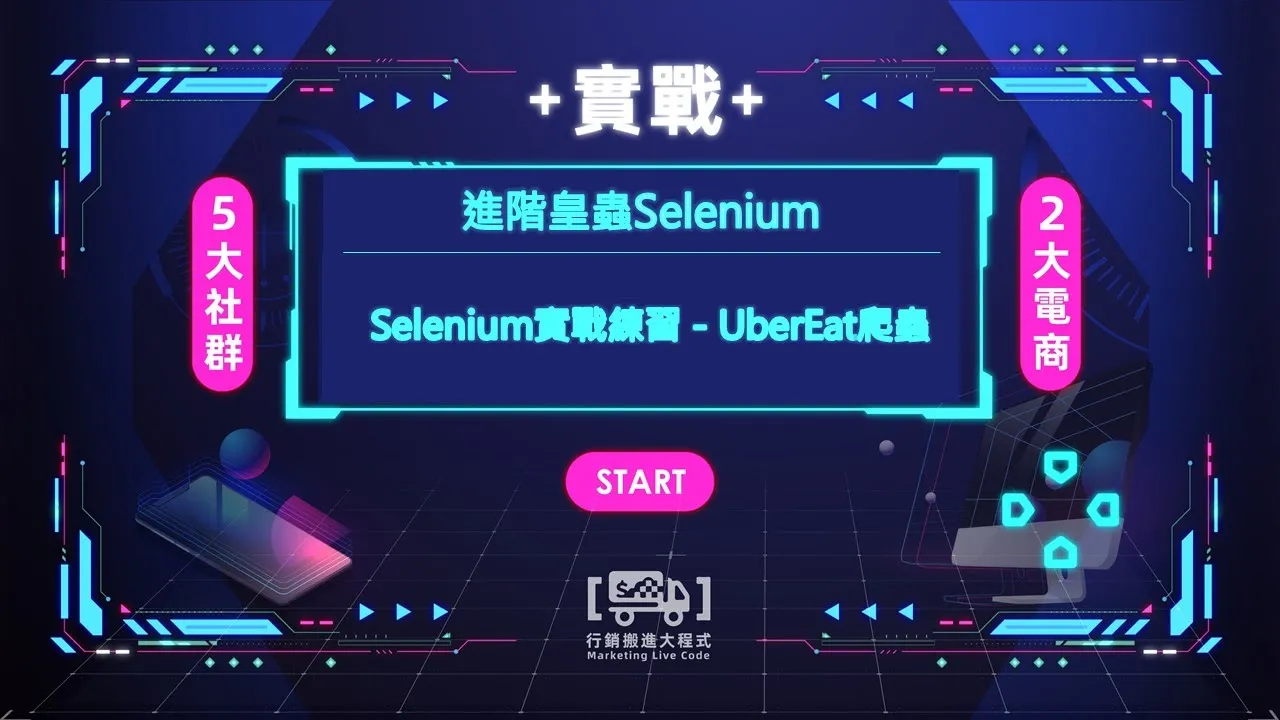 實戰
進階皇蟲Selenium
5大社群
2大電商
Selenium實戰練習 - UberEat爬蟲
START
行銷搬進大程式
Marketing Live Code